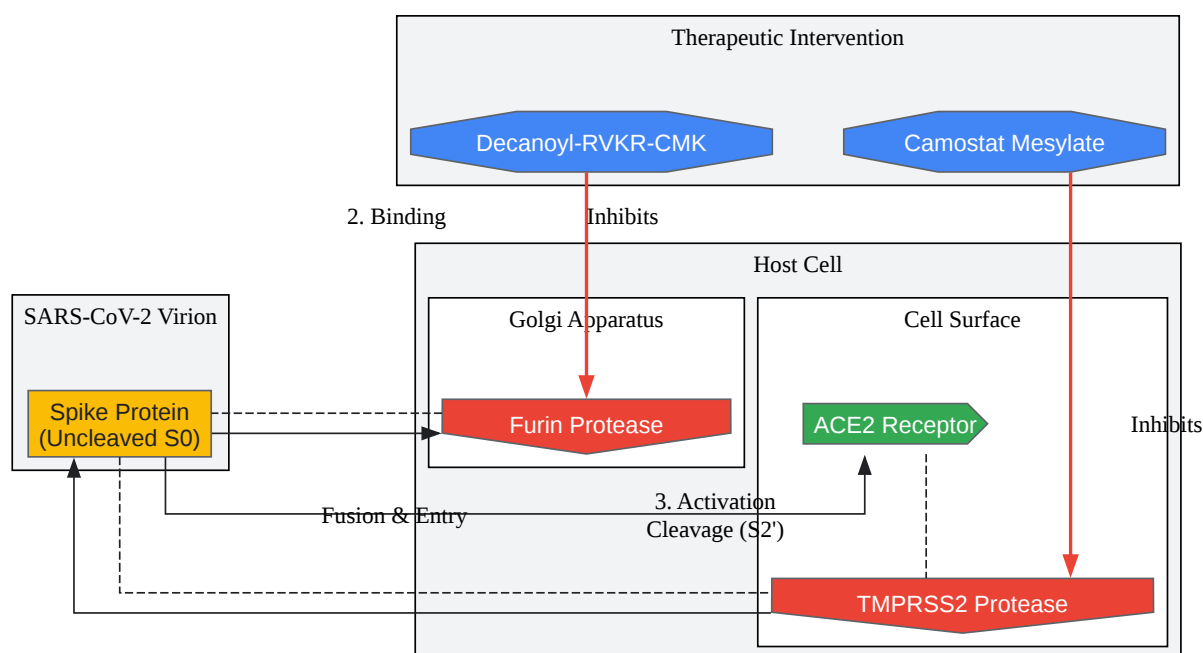 Therapeutic Intervention
Decanoyl-RVKR-CMK
Camostat Mesylate
2. Binding
Inhibits
Host Cell
SARS-CoV-2 Virion
Golgi Apparatus
Cell Surface
Spike Protein
(Uncleaved S0)
Furin Protease
ACE2 Receptor
Inhibits
Fusion & Entry
3. Activation
Cleavage (S2')
TMPRSS2 Protease